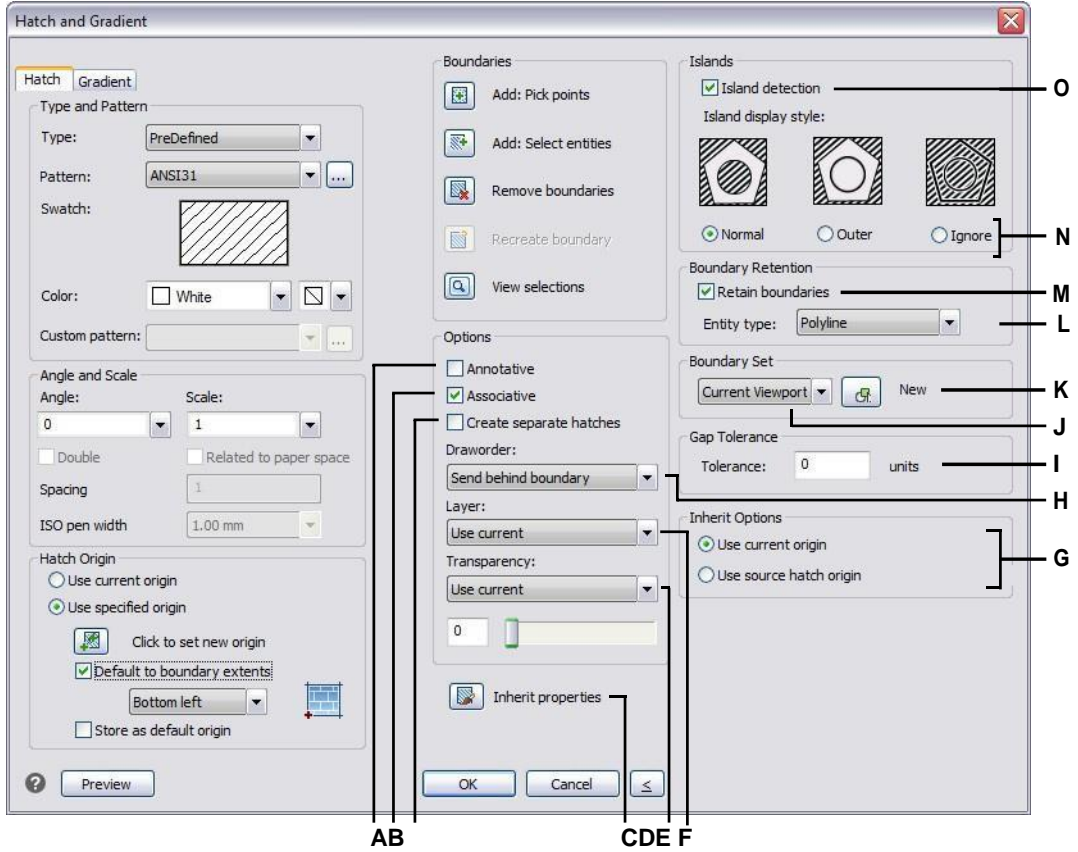 Hatch and Gradient
Hatch
Gradient
Type and Pattern
Type:
PreDefined
Pattern:
ANSI31
...
Swatch:
Color:
White
Custom pattern:
...
Angle and Scale
Angle:
Scale:
0
1
Double
Related to paper space
Spacing
1
ISO pen width
1.00 mm
Hatch Origin
Use current origin
Use specified origin
Click to set new origin
Default to boundary extents
Bottom left
Store as default origin
?
Preview
Boundaries
Add: Pick points
Add: Select entities
Remove boundaries
Recreate boundary
View selections
Options
Annotative
Associative
Create separate hatches
Draworder:
Send behind boundary
Layer:
Use current
Transparency:
Use current
0
Inherit properties
OK
Cancel
<
Islands
Island detection
Island display style:
Normal
Outer
Ignore
Boundary Retention
Retain boundaries
Entity type:
Polyline
Boundary Set
Current Viewport
New
Gap Tolerance
Tolerance:
0
units
Inherit Options
Use current origin
Use source hatch origin
O
N
M
L
K
J
I
H
G
AB
CDE F